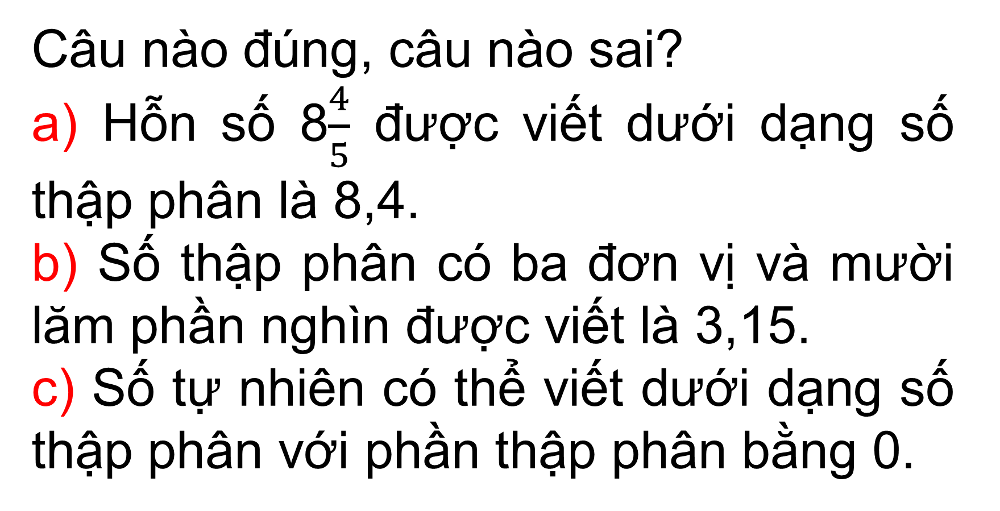 Câu nào đúng, câu nào sai?
a) Hỗn số 8\frac{4}{5} được viết dưới dạng số
thập phân là 8,4.
b) Số thập phân có ba đơn vị và mười
lăm phần nghìn được viết là 3,15.
c) Số tự nhiên có thể viết dưới dạng số
thập phân với phần thập phân bằng 0.